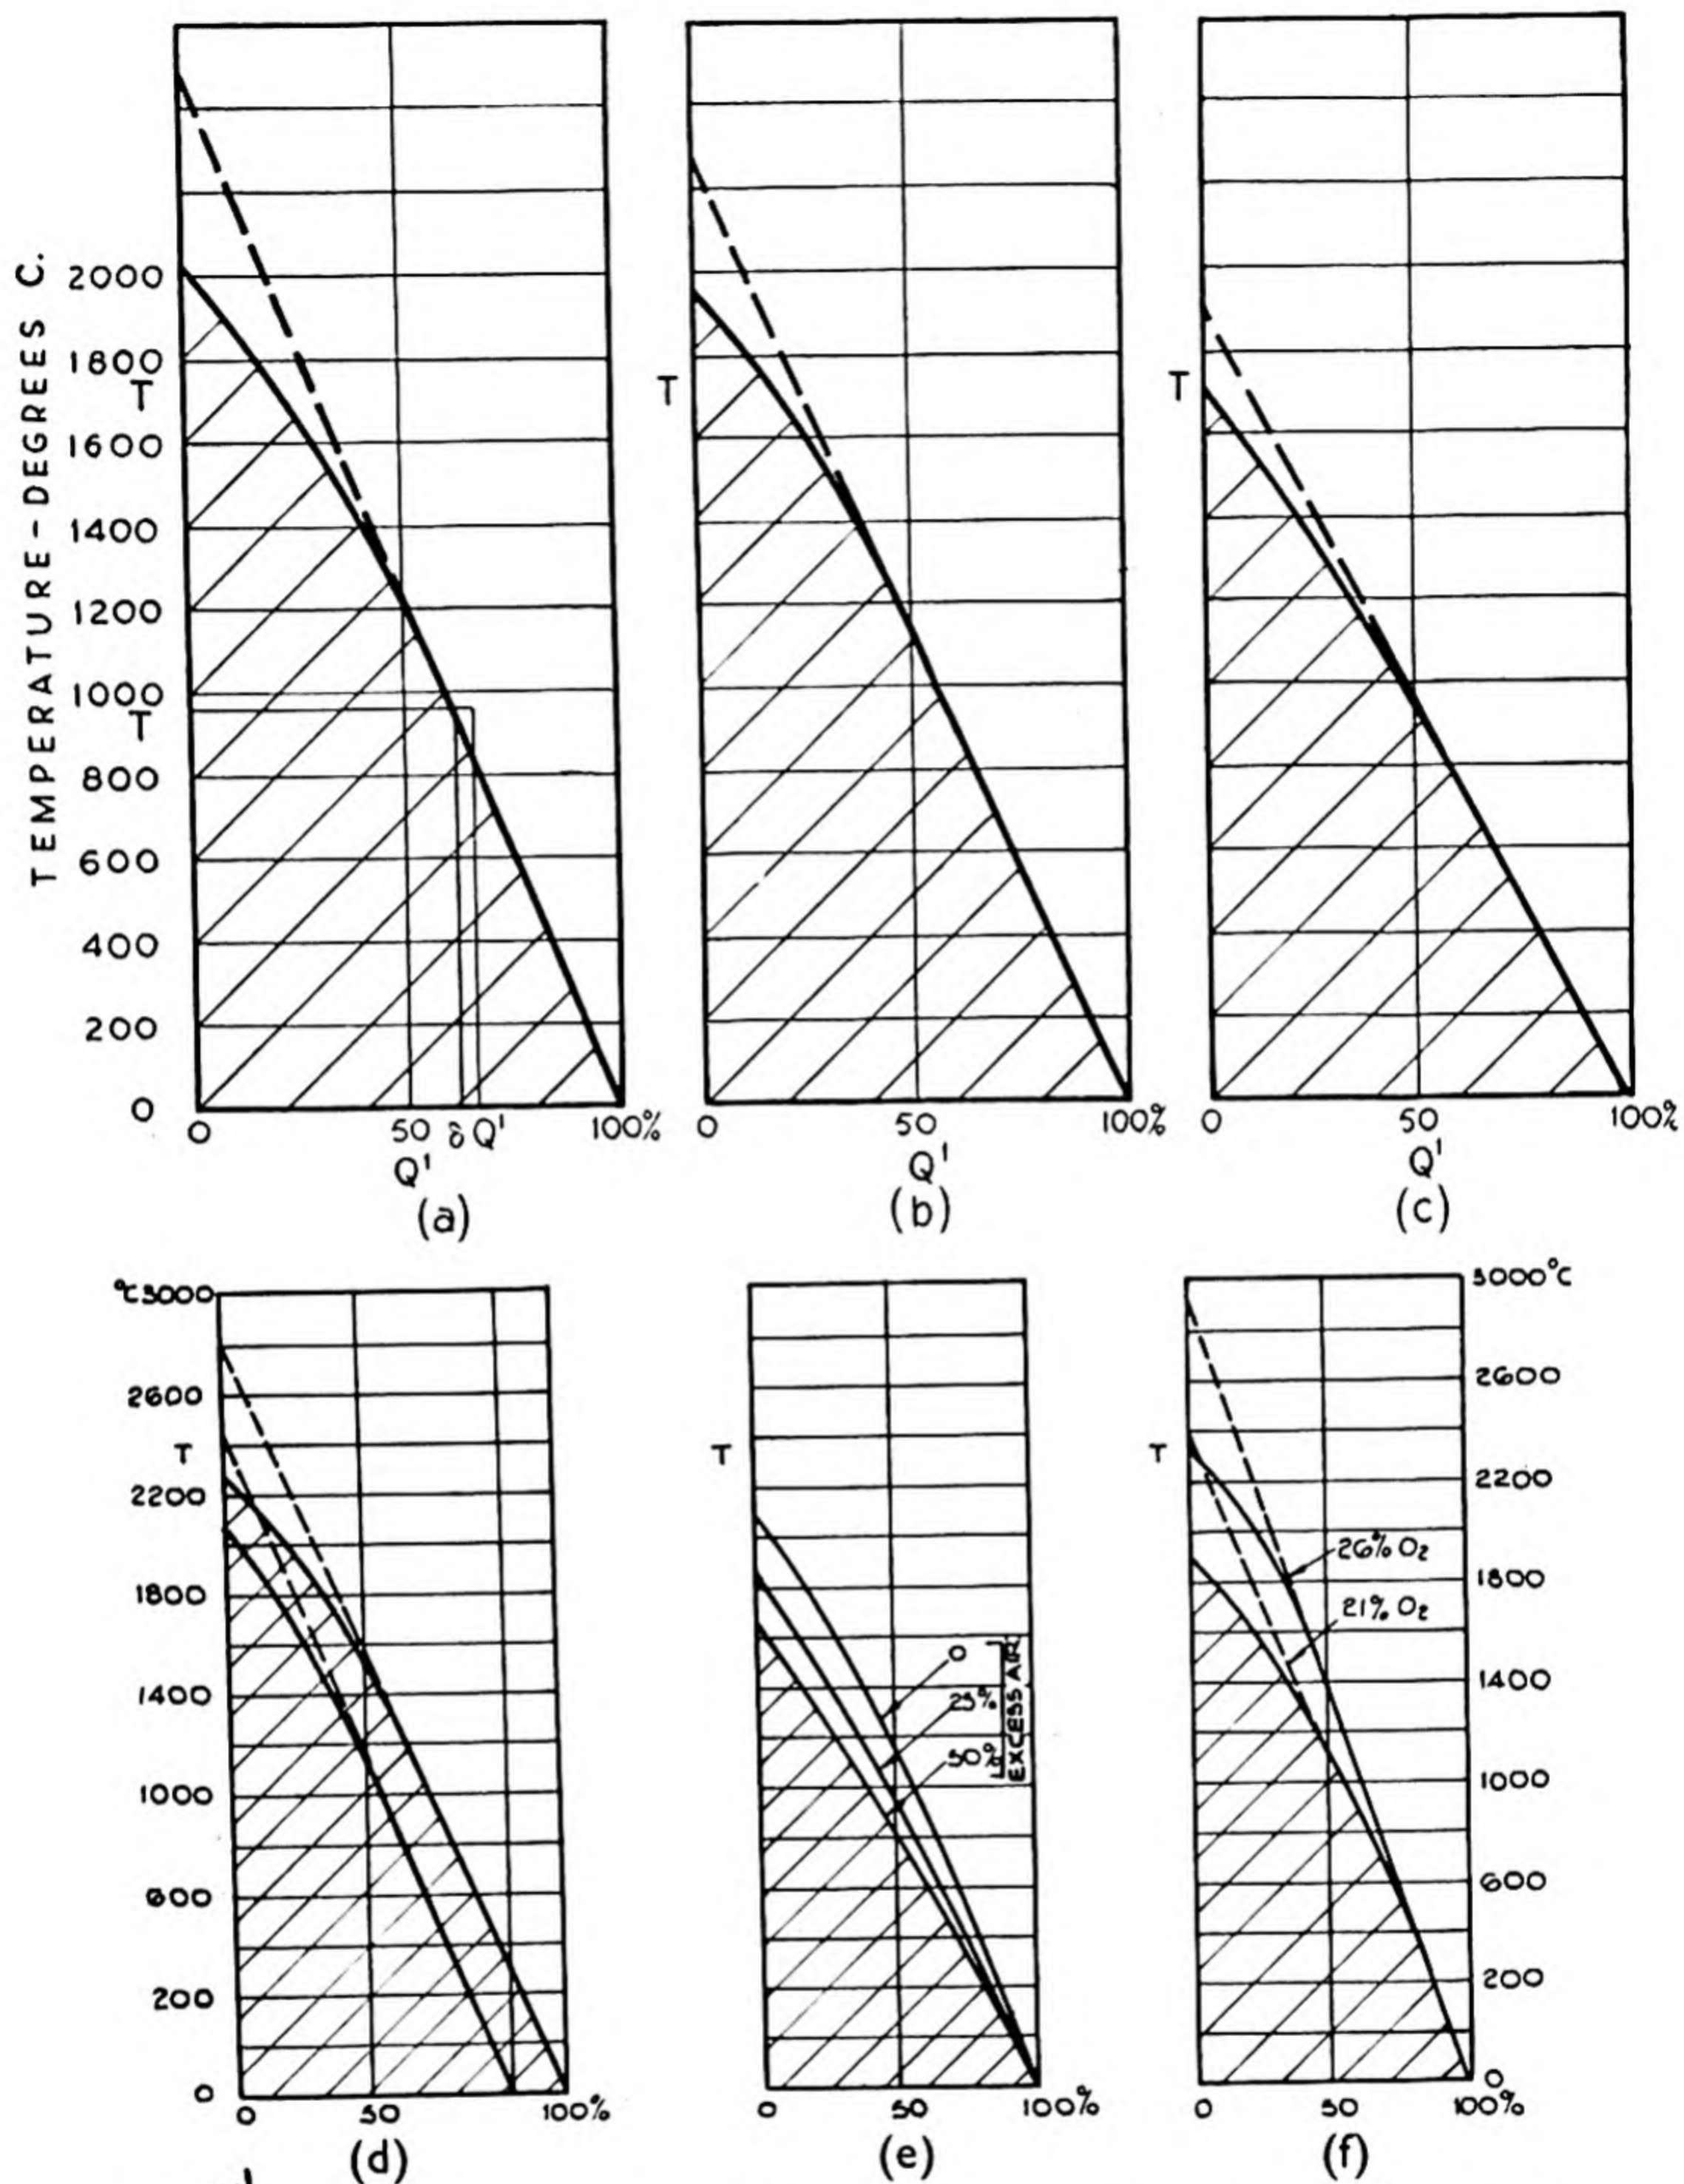 TEMPERATURE-DEGREES C.
2000
1800
T
1600
1400
1200
1000
T
800
600
400
200
0
0 50 δQ' 100%
Q'
(a)
T
0 50 100%
Q'
(b)
T
0 50 100%
Q'
(c)
°C 3000
2600
T
2200
1800
1400
1000
600
200
0
0 50 100%
(d)
T
0
25%
50%
EXCESS AIR
0 50 100%
(e)
T
3000°C
2600
2200
26% O2
1800
21% O2
1400
1000
600
200
0
0 50 100%
(f)